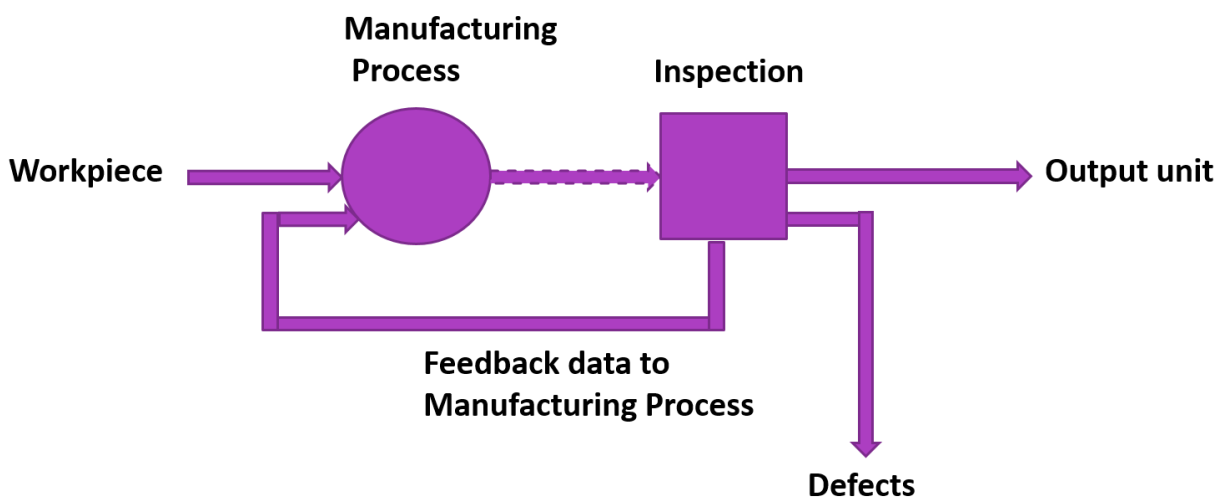 Manufacturing
Process
Inspection
Workpiece
Output unit
Feedback data to
Manufacturing Process
Defects